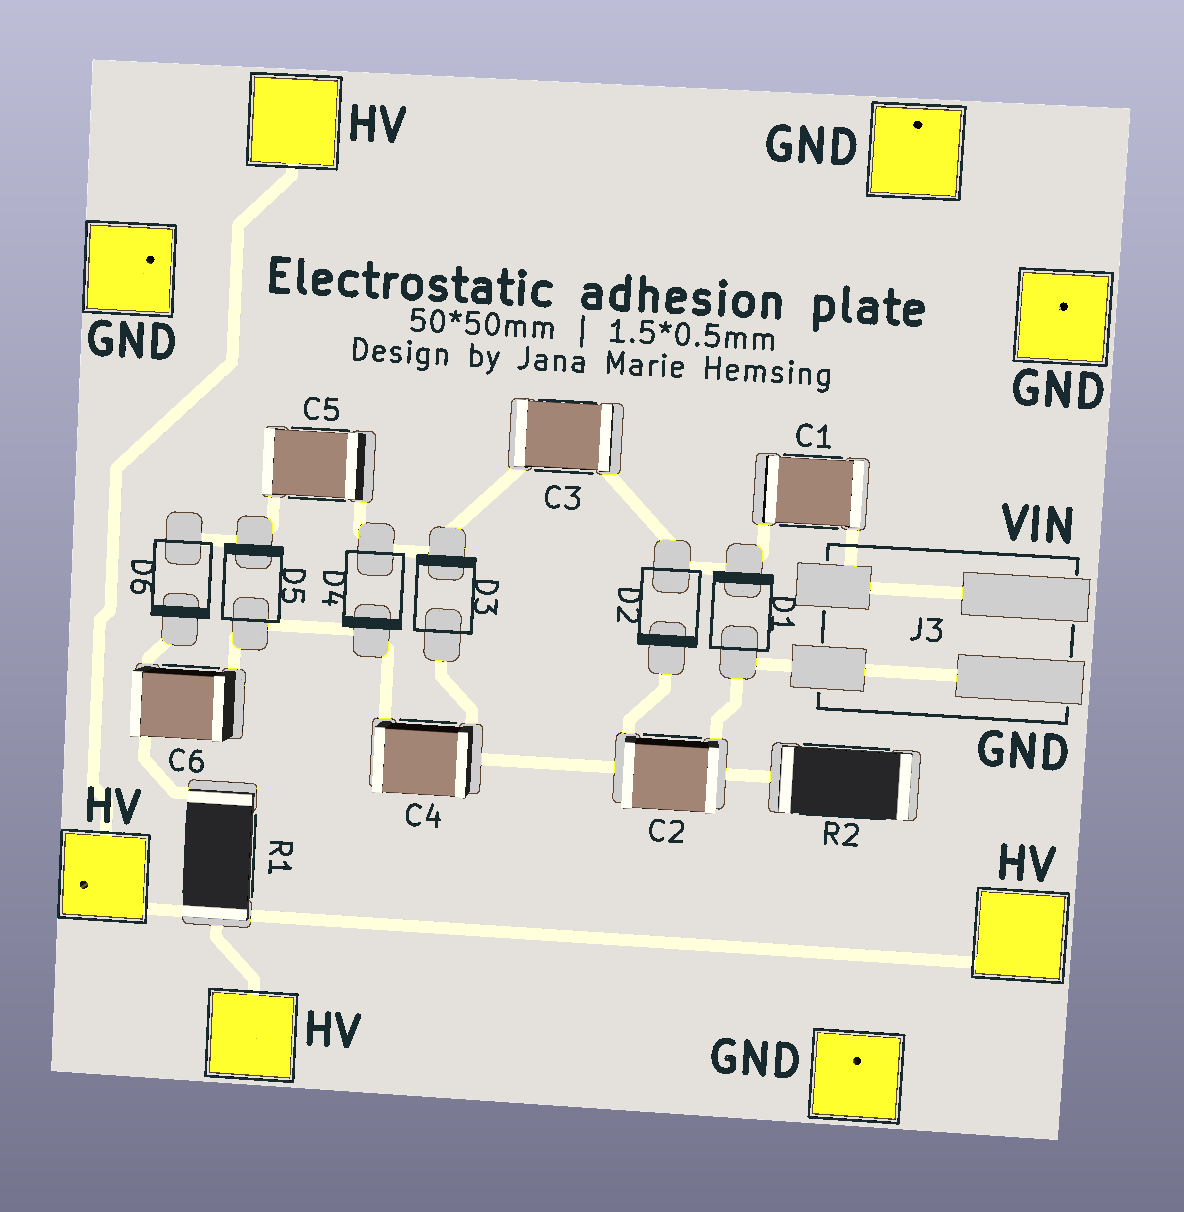 HV
GND
GND
Electrostatic adhesion plate
50*50mm | 1.5*0.5mm
Design by Jana Marie Hemsing
GND
C5
C3
C1
VIN
D6
D5
D4
D3
D2
D1
J3
GND
C6
C4
C2
R2
HV
R1
HV
HV
GND